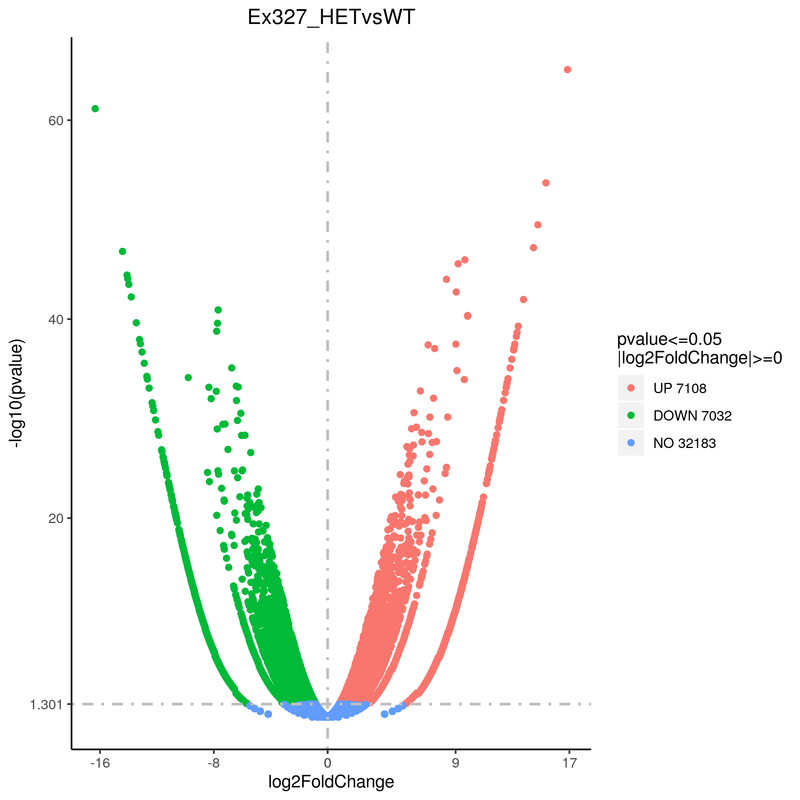 Ex327_HETvsWT
60
40
20
1.301
-log10(pvalue)
-16
-8
0
9
17
log2FoldChange
pvalue<=0.05
|log2FoldChange|>=0
UP 7108
DOWN 7032
NO 32183